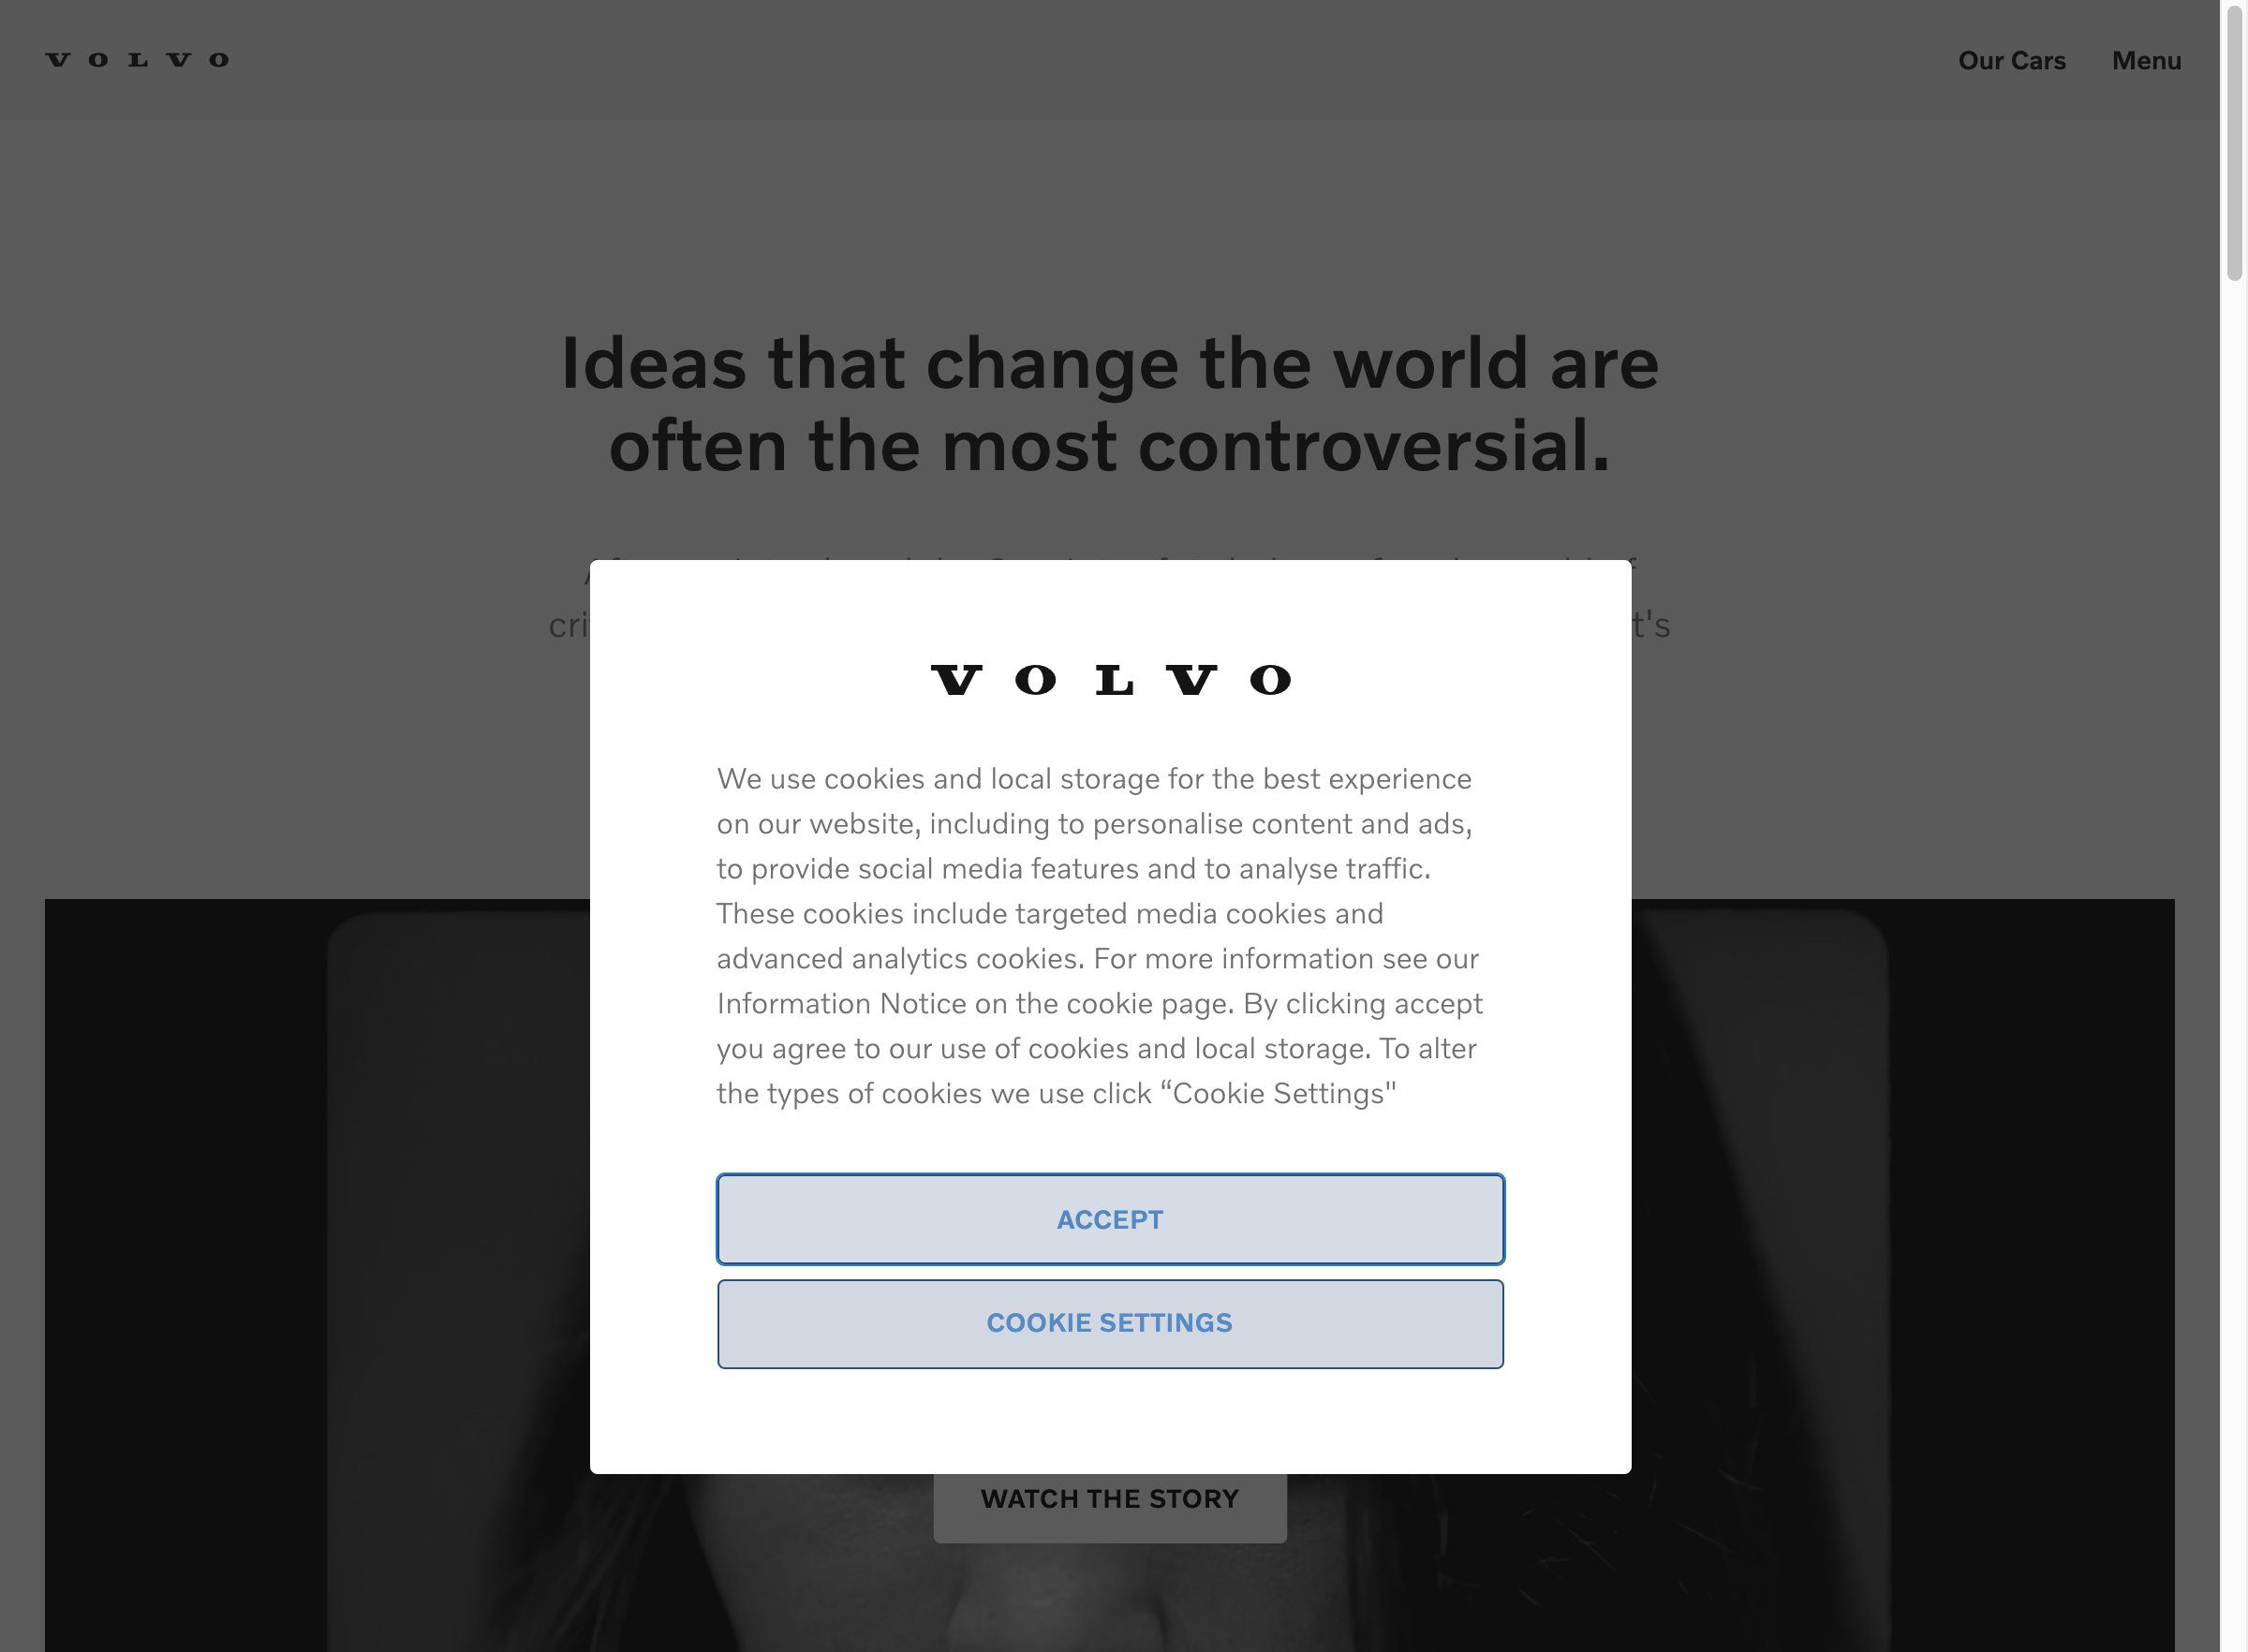 VOLVO
Our Cars
Menu
Ideas that change the world are
often the most controversial.
VOLVO
We use cookies and local storage for the best experience
on our website, including to personalise content and ads,
to provide social media features and to analyse traffic.
These cookies include targeted media cookies and
advanced analytics cookies. For more information see our
Information Notice on the cookie page. By clicking accept
you agree to our use of cookies and local storage. To alter
the types of cookies we use click “Cookie Settings"
ACCEPT
COOKIE SETTINGS
WATCH THE STORY